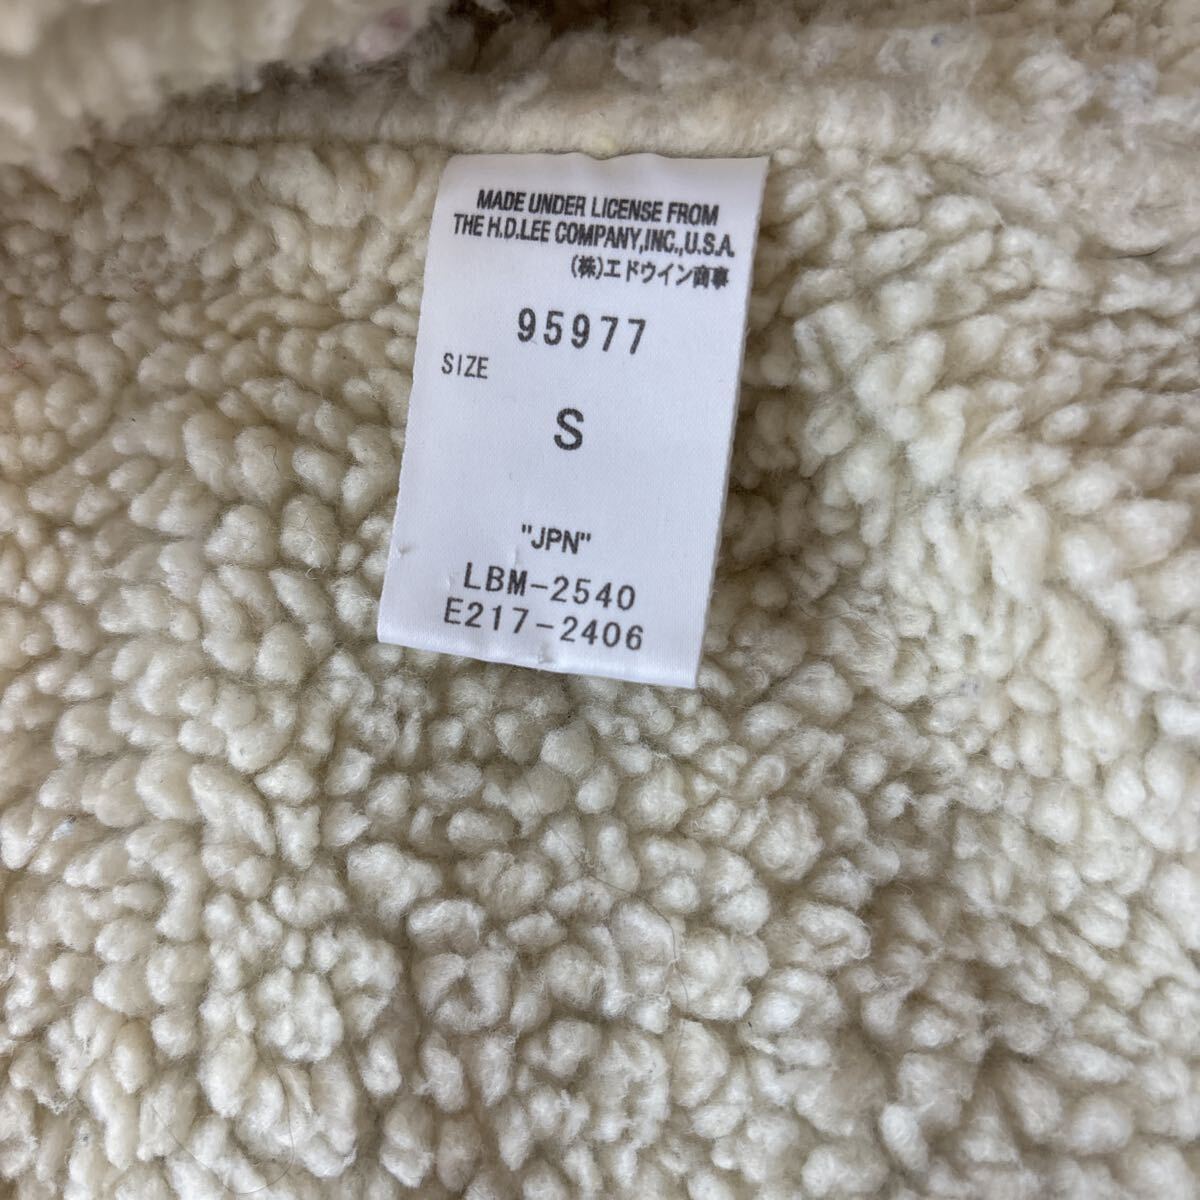 MADE UNDER LICENSE FROM
THE H.D.LEE COMPANY,INC.,U.S.A.
(株)エドウイン商事
95977
SIZE
S
"JPN"
LBM-2540
E217-2406